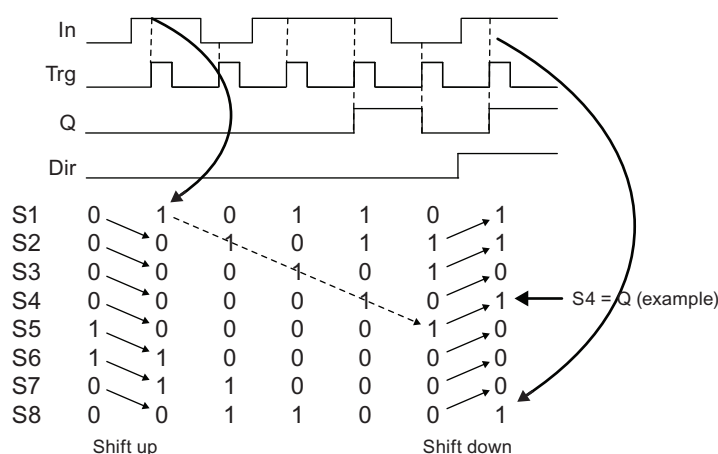 In
Trg
Q
Dir
S1 0 1 0 1 1 0 1
S2 0 0 1 0 1 1 1
S3 0 0 0 1 0 1 0
S4 0 0 0 0 1 0 1 S4 = Q (example)
S5 1 0 0 0 0 1 0
S6 1 1 0 0 0 0 0
S7 0 1 1 0 0 0 0
S8 0 0 1 1 0 0 1
Shift up Shift down